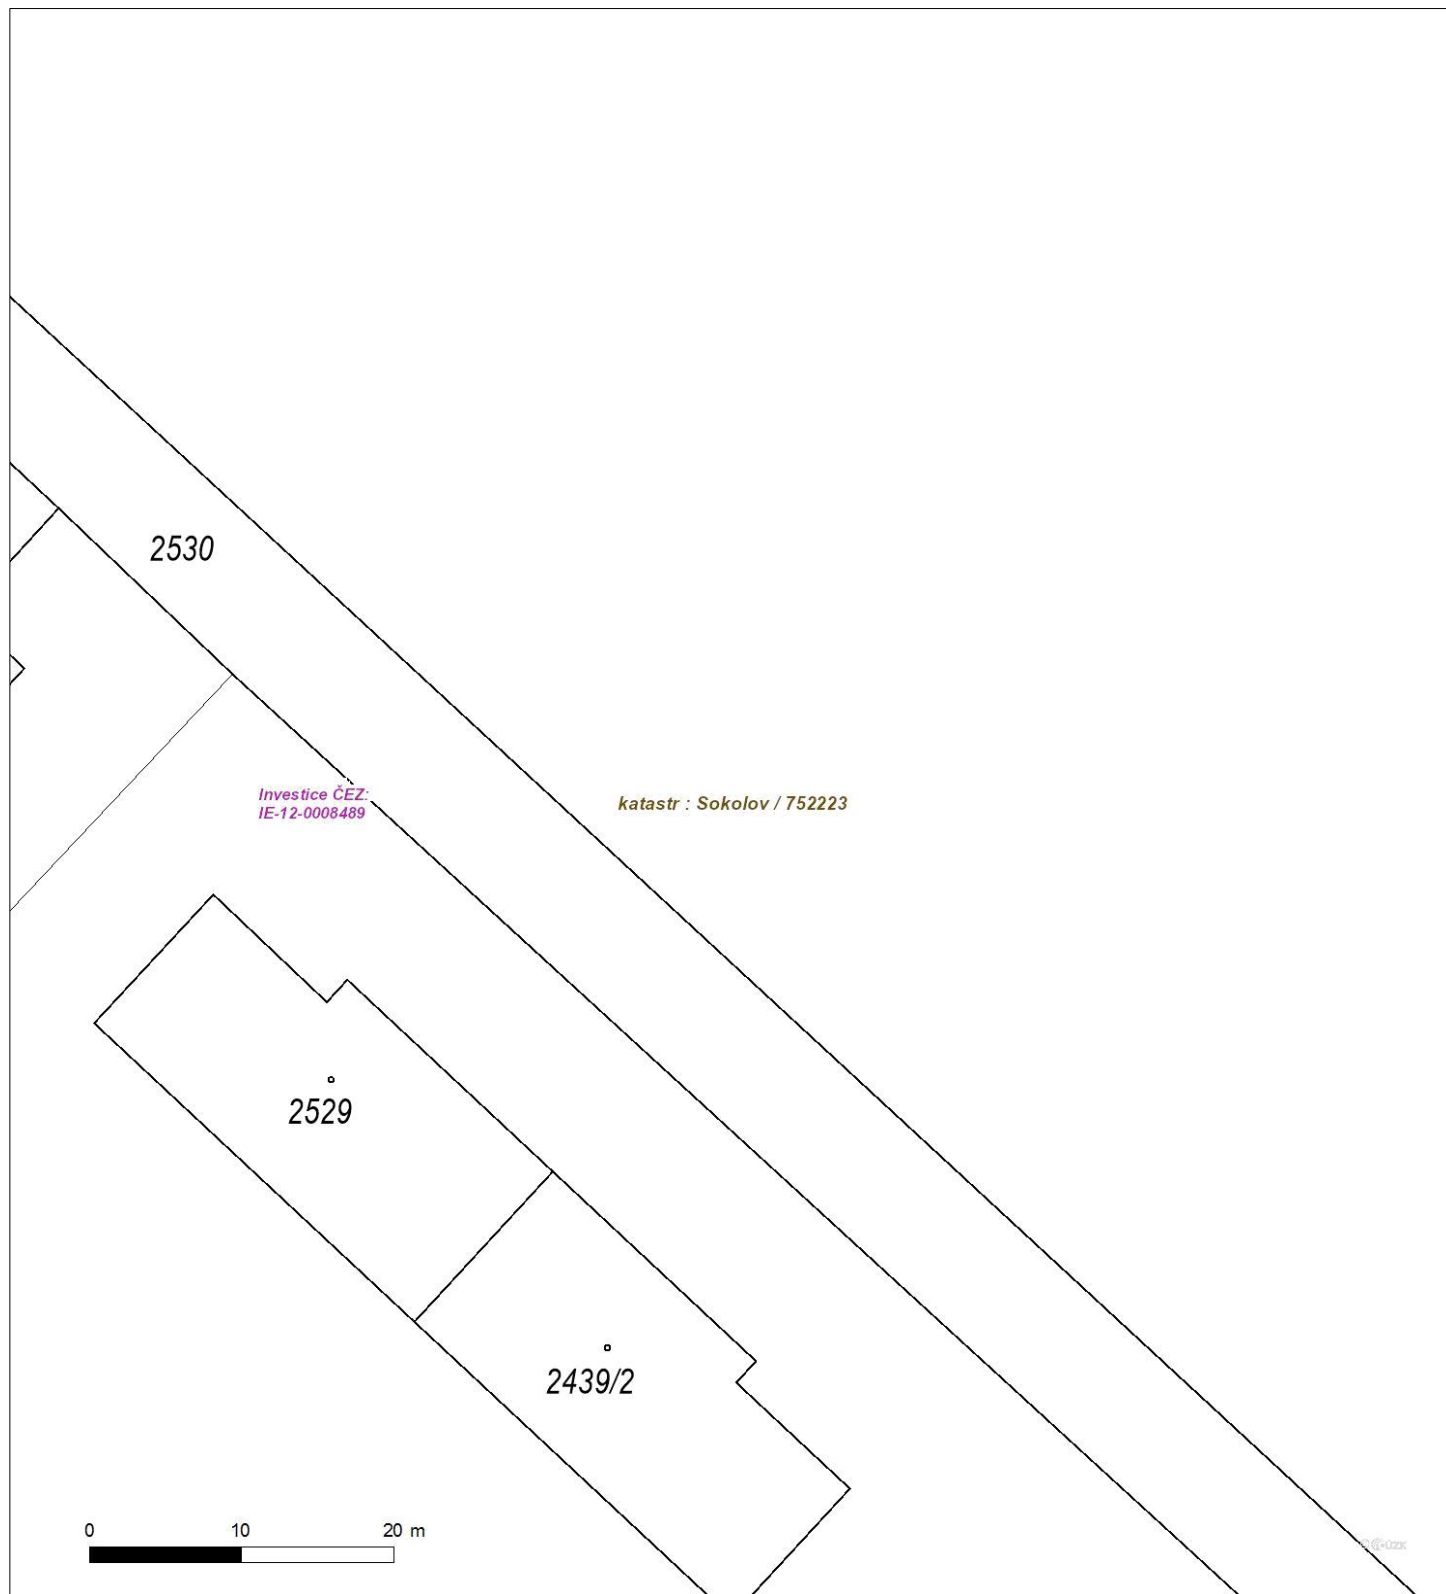 2530
Investice ČEZ:
IE-12-0008489
katastr : Sokolov / 752223
2529
2439/2
0 10 20 m